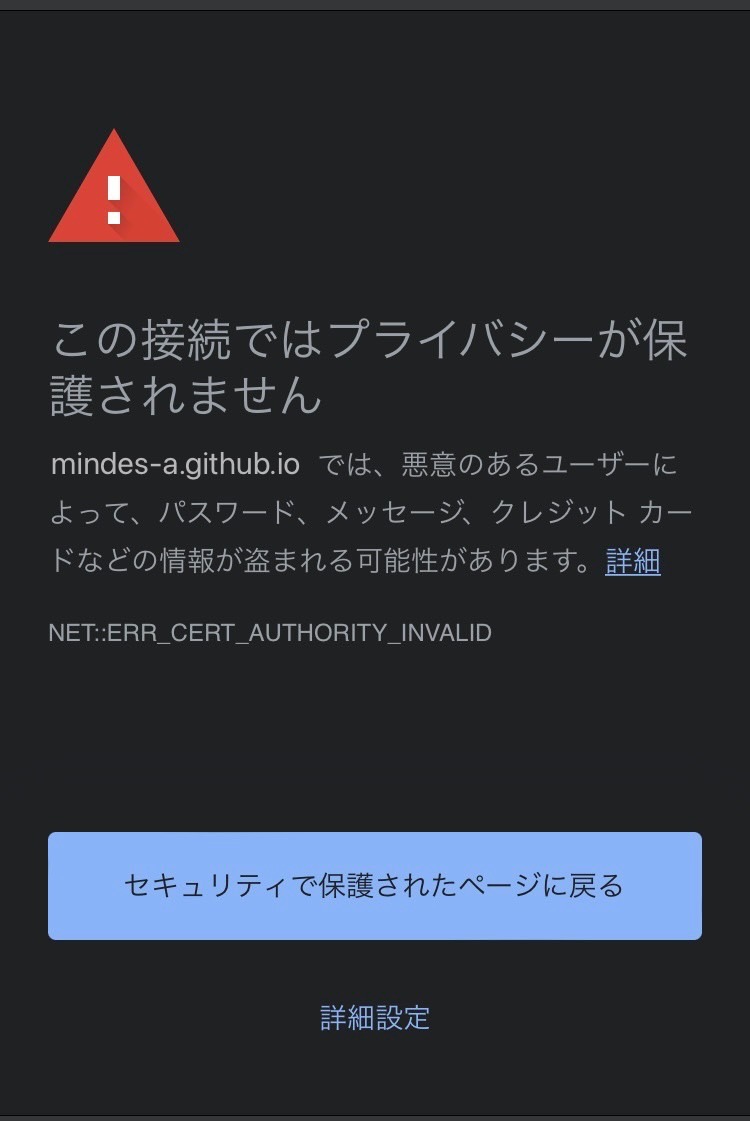 この接続ではプライバシーが保
護されません
mindes-a.github.io では、悪意のあるユーザーに
よって、パスワード、メッセージ、クレジット カー
ドなどの情報が盗まれる可能性があります。詳細
NET::ERR_CERT_AUTHORITY_INVALID
セキュリティで保護されたページに戻る
詳細設定